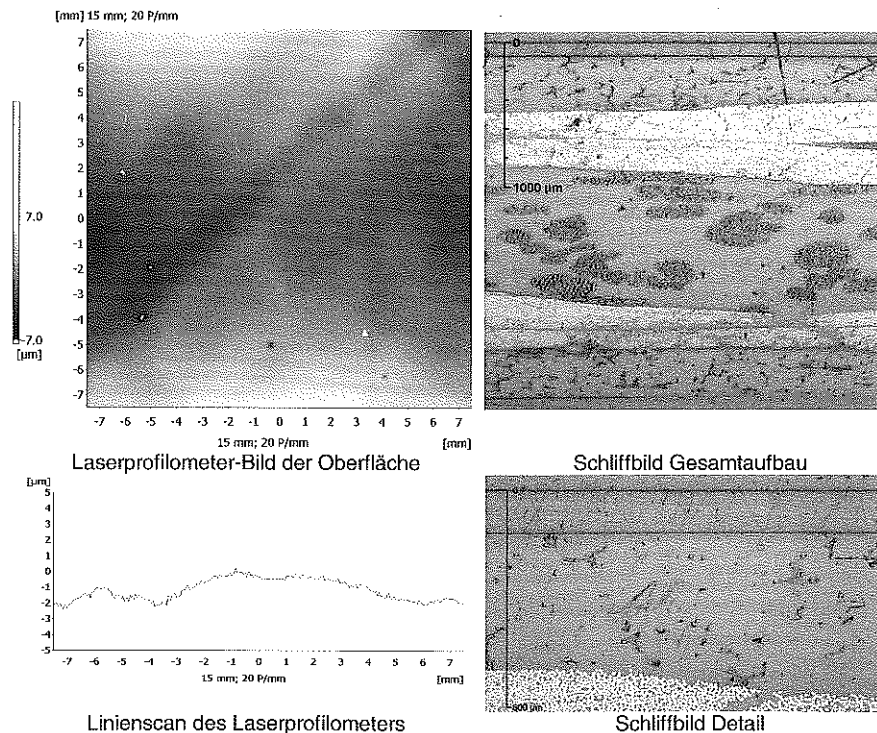 [mm] 15 mm; 20 P/mm
7
6
5
4
3
2
1
0
-1
-2
-3
-4
-5
-6
-7
7.0
-7.0
[µm]
-7 -6 -5 -4 -3 -2 -1 0 1 2 3 4 5 6 7
15 mm; 20 P/mm [mm]
Laserprofilometer-Bild der Oberfläche
0
1000 µm
Schliffbild Gesamtaufbau
[µm]
5
4
3
2
1
0
-1
-2
-3
-4
-5
-7 -6 -5 -4 -3 -2 -1 0 1 2 3 4 5 6 7
15 mm; 20 P/mm [mm]
Linienscan des Laserprofilometers
0
µm
Schliffbild Detail